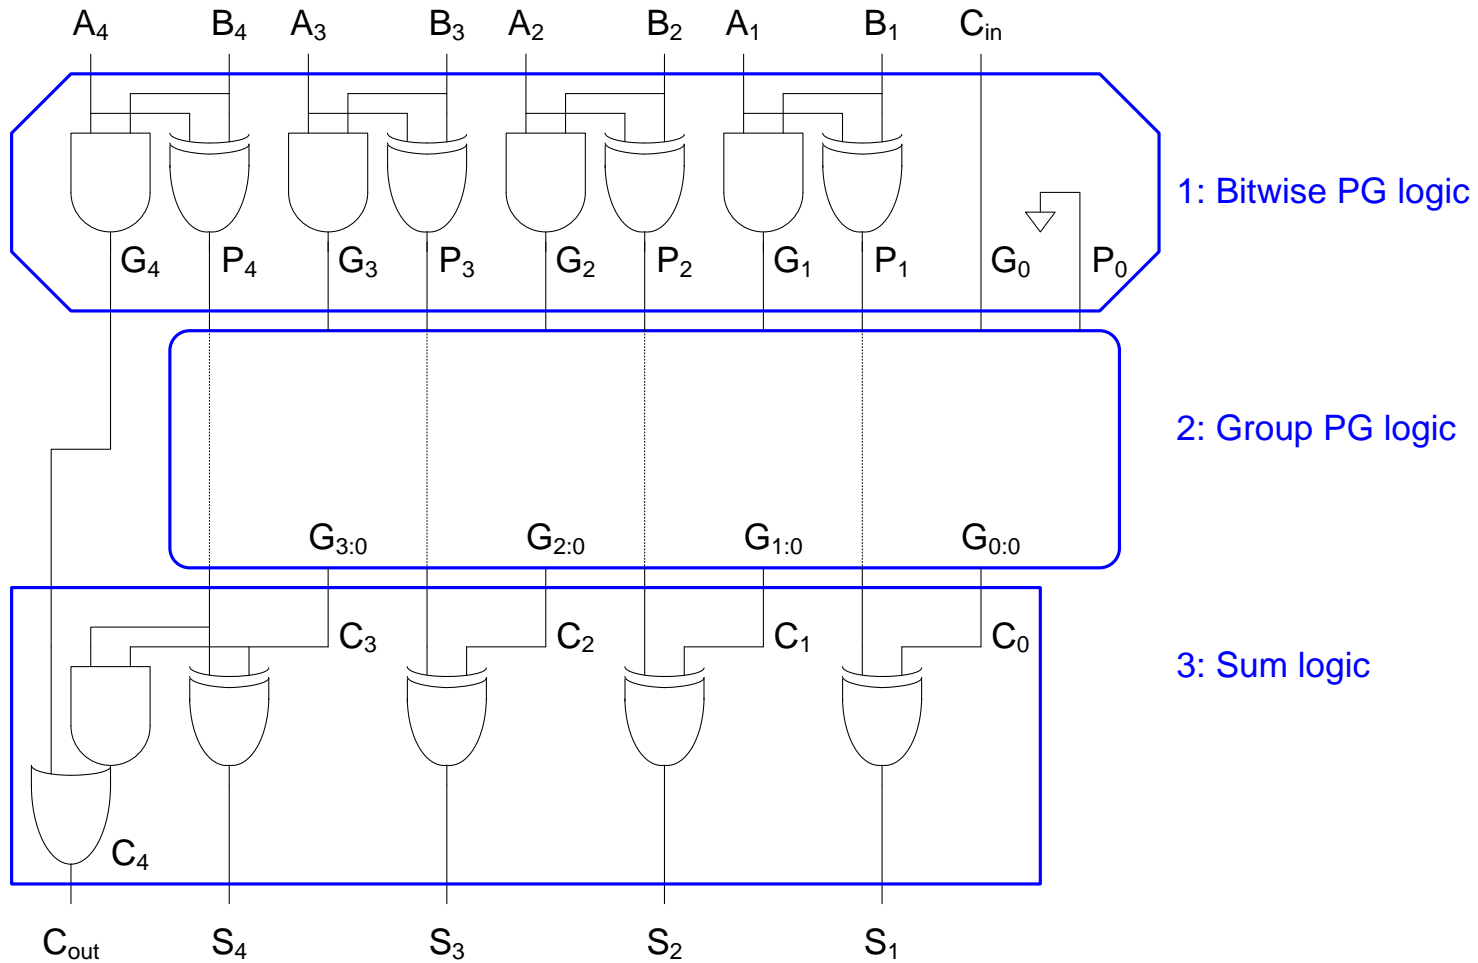 A4 B4 A3 B3 A2 B2 A1 B1 Cin
1: Bitwise PG logic
G4 P4 G3 P3 G2 P2 G1 P1 G0 P0
2: Group PG logic
G3:0 G2:0 G1:0 G0:0
C3 C2 C1 C0
3: Sum logic
C4
Cout S4 S3 S2 S1